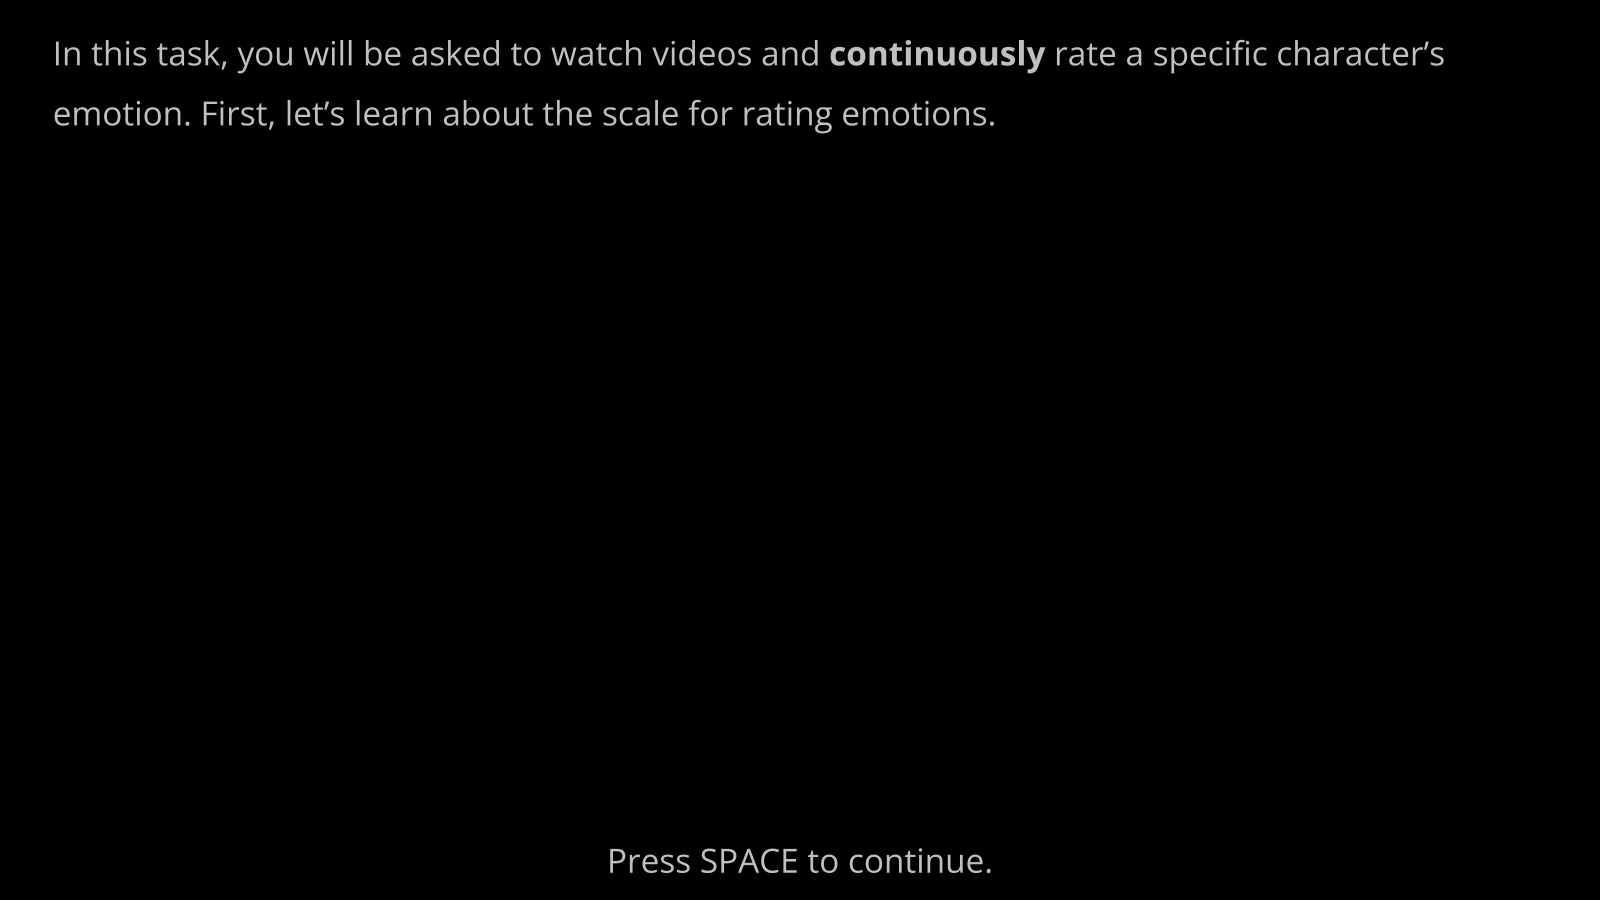 In this task, you will be asked to watch videos and continuously rate a specific character’s
emotion. First, let’s learn about the scale for rating emotions.
Press SPACE to continue.